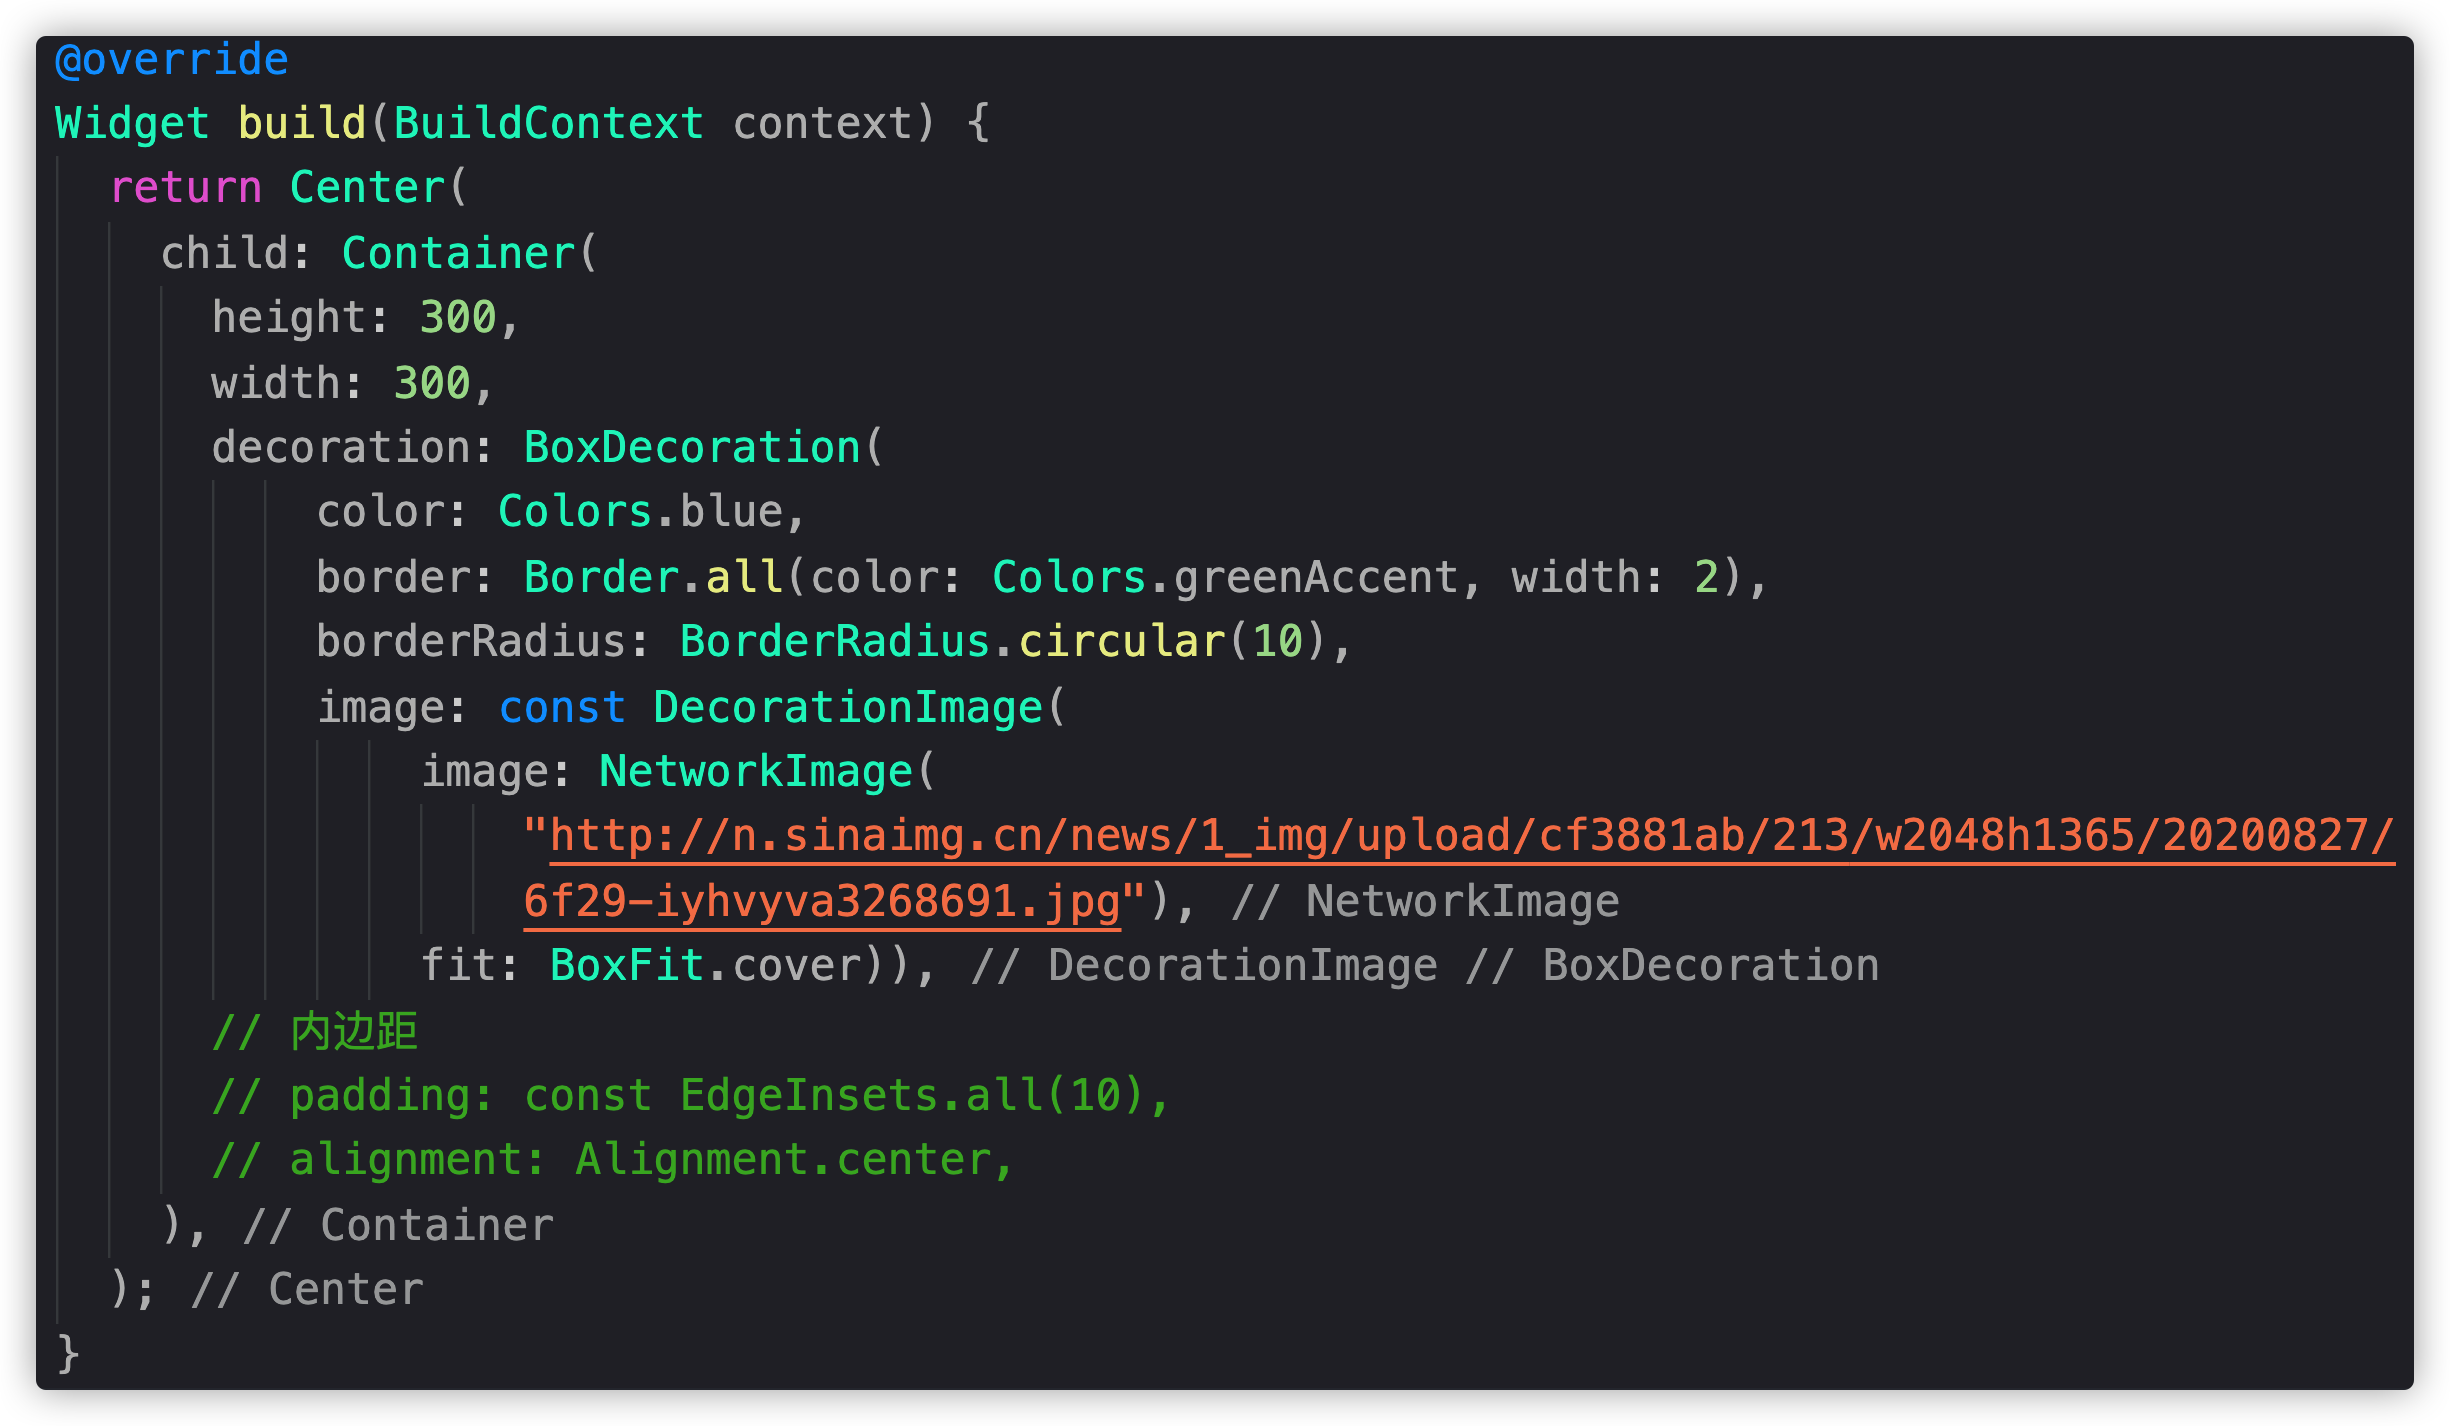 @override
Widget build(BuildContext context) {
return Center(
child: Container(
height: 300,
width: 300,
decoration: BoxDecoration(
color: Colors.blue,
border: Border.all(color: Colors.greenAccent, width: 2),
borderRadius: BorderRadius.circular(10),
image: const DecorationImage(
image: NetworkImage(
"http://n.sinaimg.cn/news/1_img/upload/cf3881ab/213/w2048h1365/20200827/
6f29-iyhvyva3268691.jpg"), // NetworkImage
fit: BoxFit.cover)), // DecorationImage // BoxDecoration
// 内边距
// padding: const EdgeInsets.all(10),
// alignment: Alignment.center,
), // Container
); // Center
}